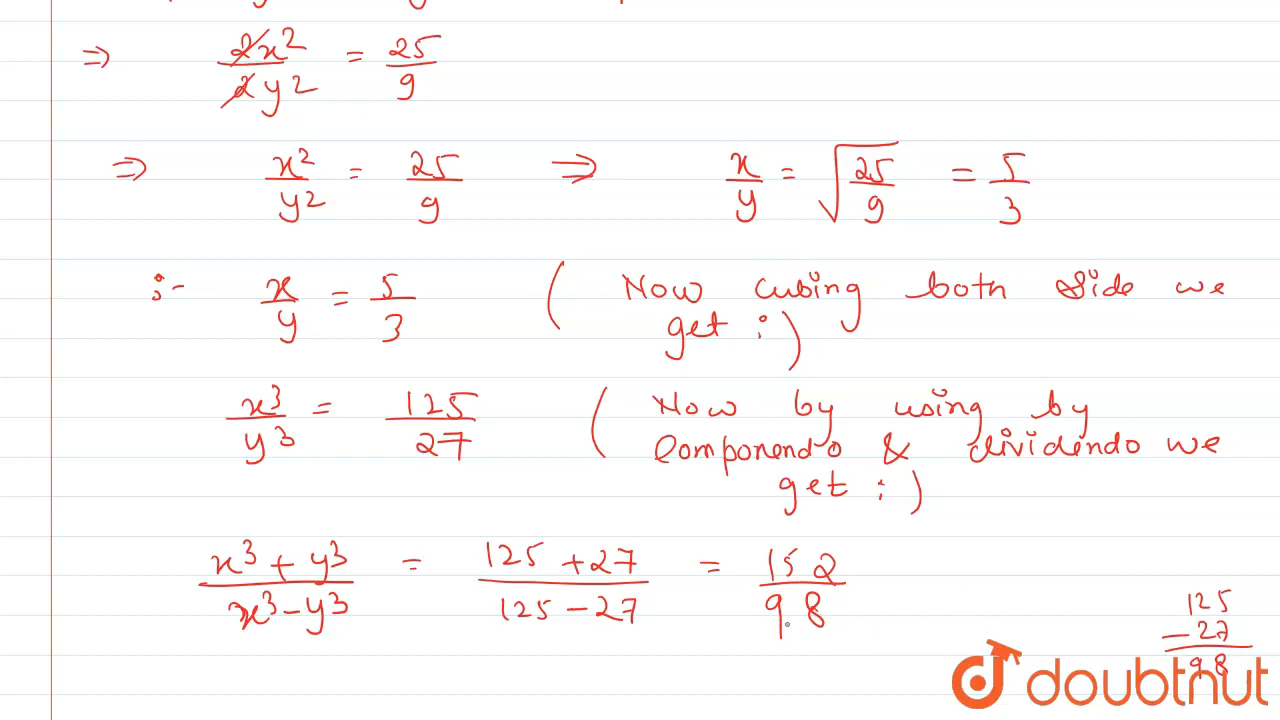 ⇒ 2x²/2y² = 25/9
⇒ x²/y² = 25/9 ⇒ x/y = √25/9 = 5/3
∴ x/y = 5/3 ( Now cubing both side we
get : )
x³/y³ = 125/27 ( Now by using by
componendo & dividendo we
get : )
x³ + y³/x³ - y³ = 125 + 27/125 - 27 = 152/98
125
- 27
98
doubtnut